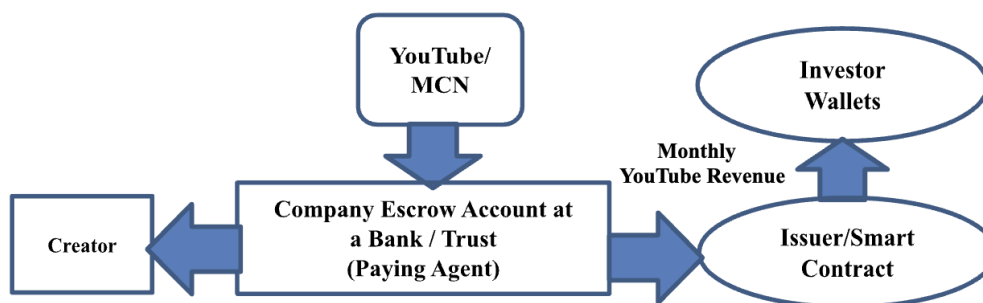 YouTube/
MCN
Investor
Wallets
Monthly
YouTube Revenue
Creator
Company Escrow Account at
a Bank / Trust
(Paying Agent)
Issuer/Smart
Contract